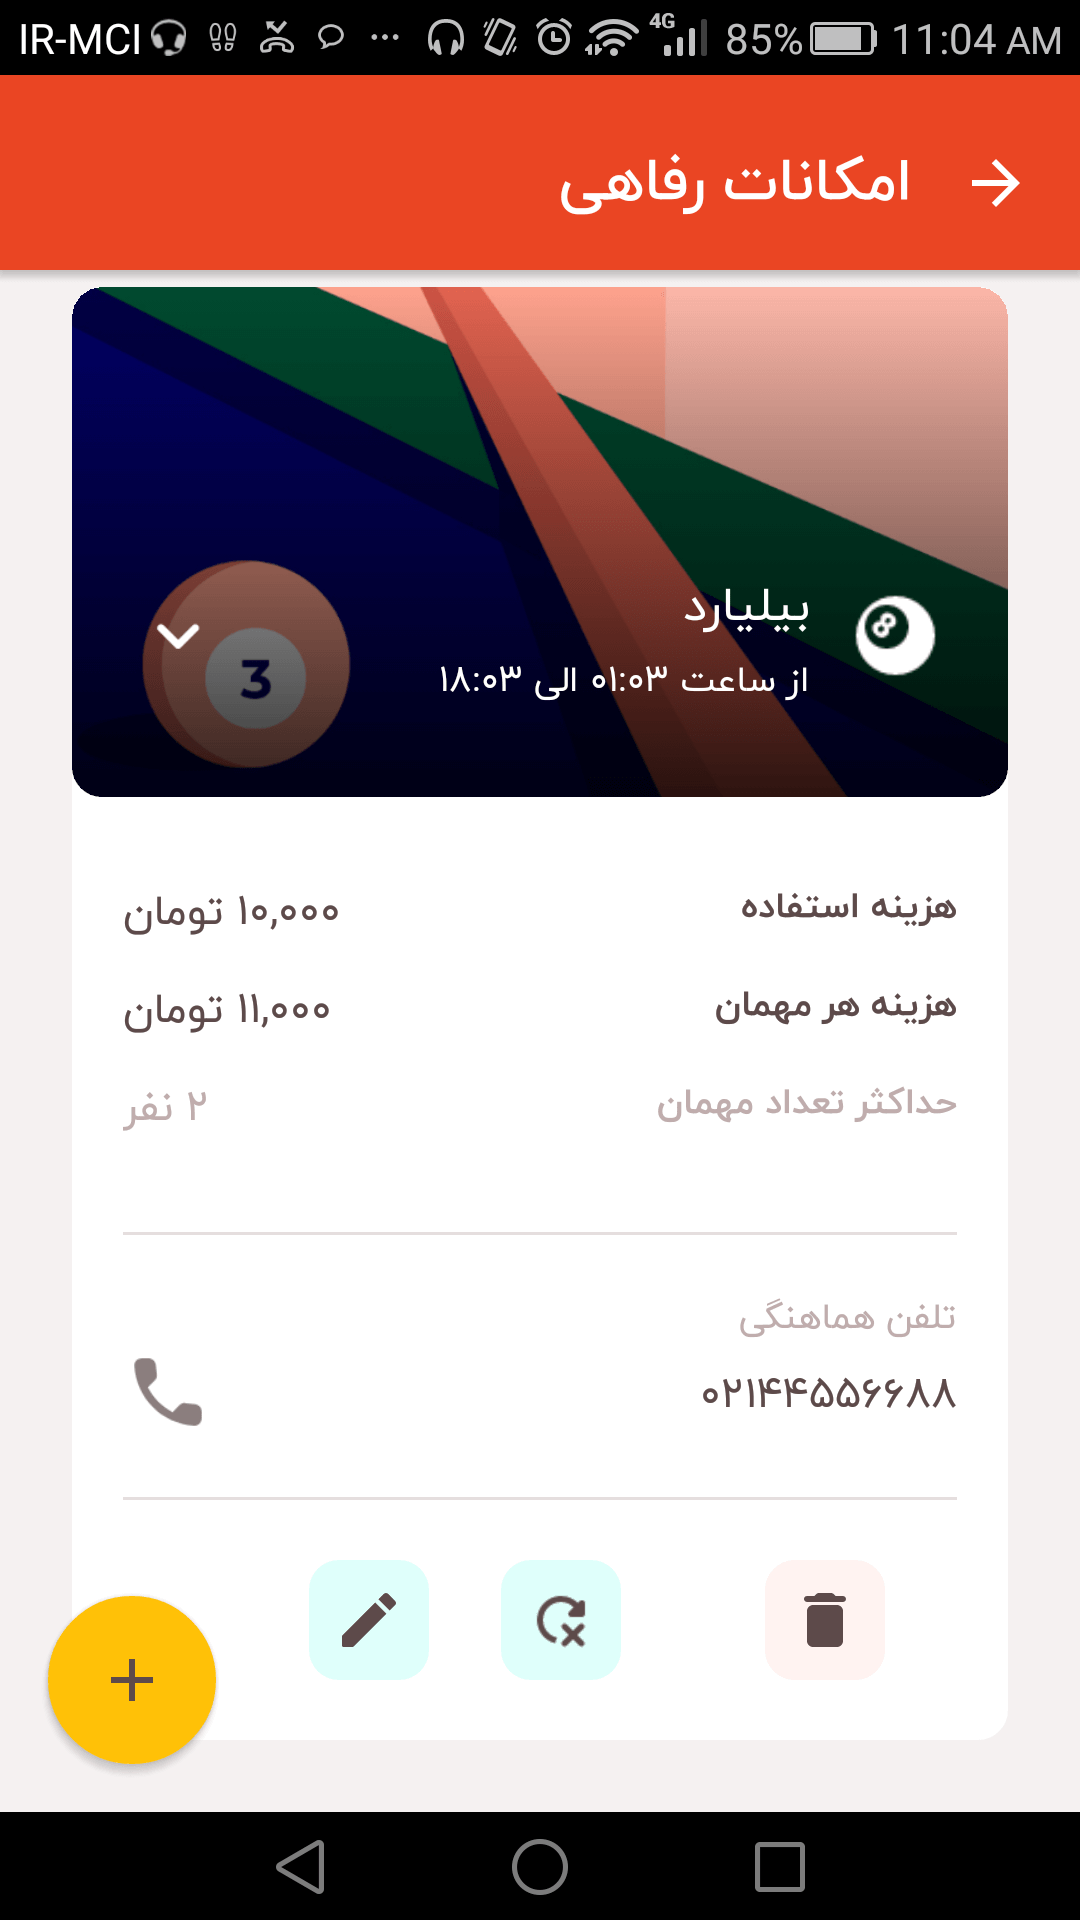 IR-MCI 4G 85% 11:04 AM
امکانات رفاهی
8
بیلیارد
از ساعت ۰۱:۰۳ الی ۱۸:۰۳
3
هزینه استفاده ۱۰,۰۰۰ تومان
هزینه هر مهمان ۱۱,۰۰۰ تومان
حداکثر تعداد مهمان ۲ نفر
تلفن هماهنگی
۰۲۱۴۴۵۵۶۶۸۸